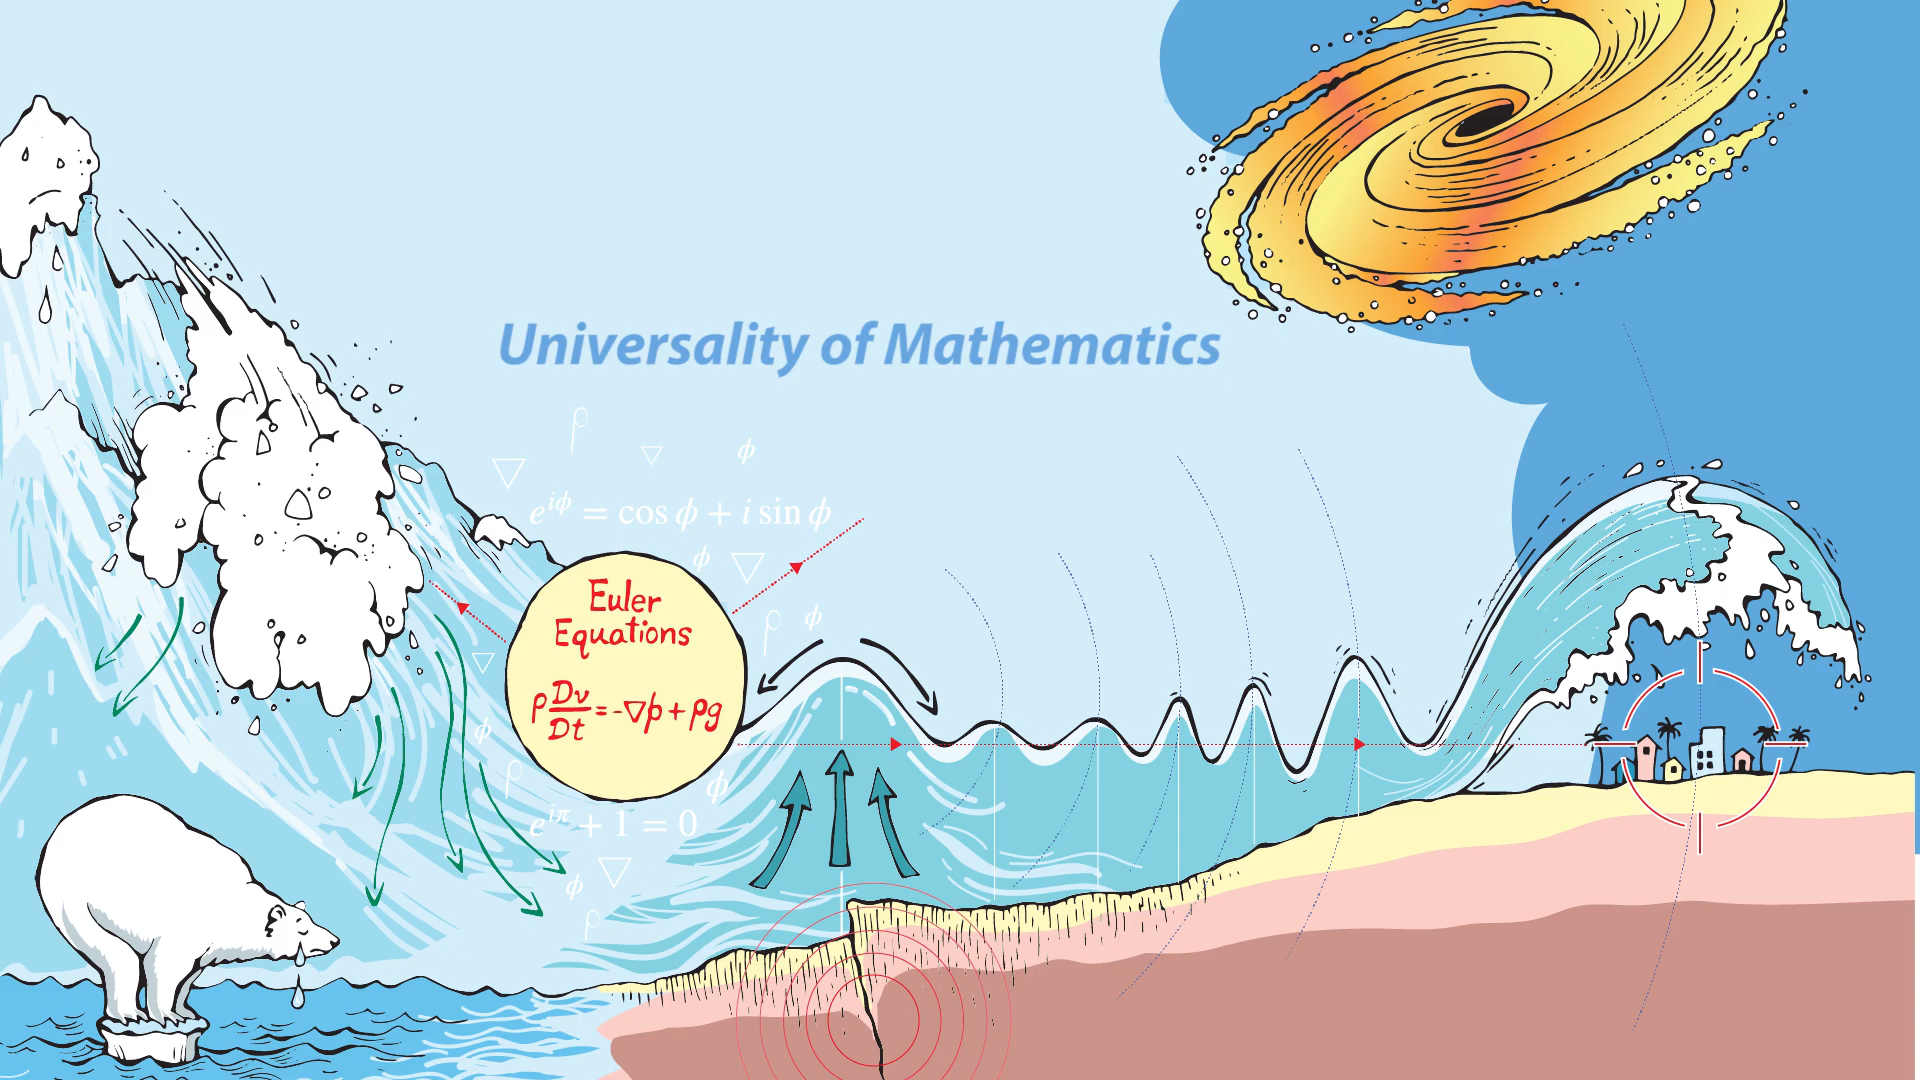 Universality of Mathematics
ρ
▽
ϕ
▽
e^{iϕ} = cos ϕ + i sin ϕ
ϕ
▽
Euler
Equations
ρ Dv/Dt = -∇p + ρg
ρ
ϕ
▽
ϕ
ρ
ϕ
e^{iπ} + 1 = 0
▽
ϕ
ρ